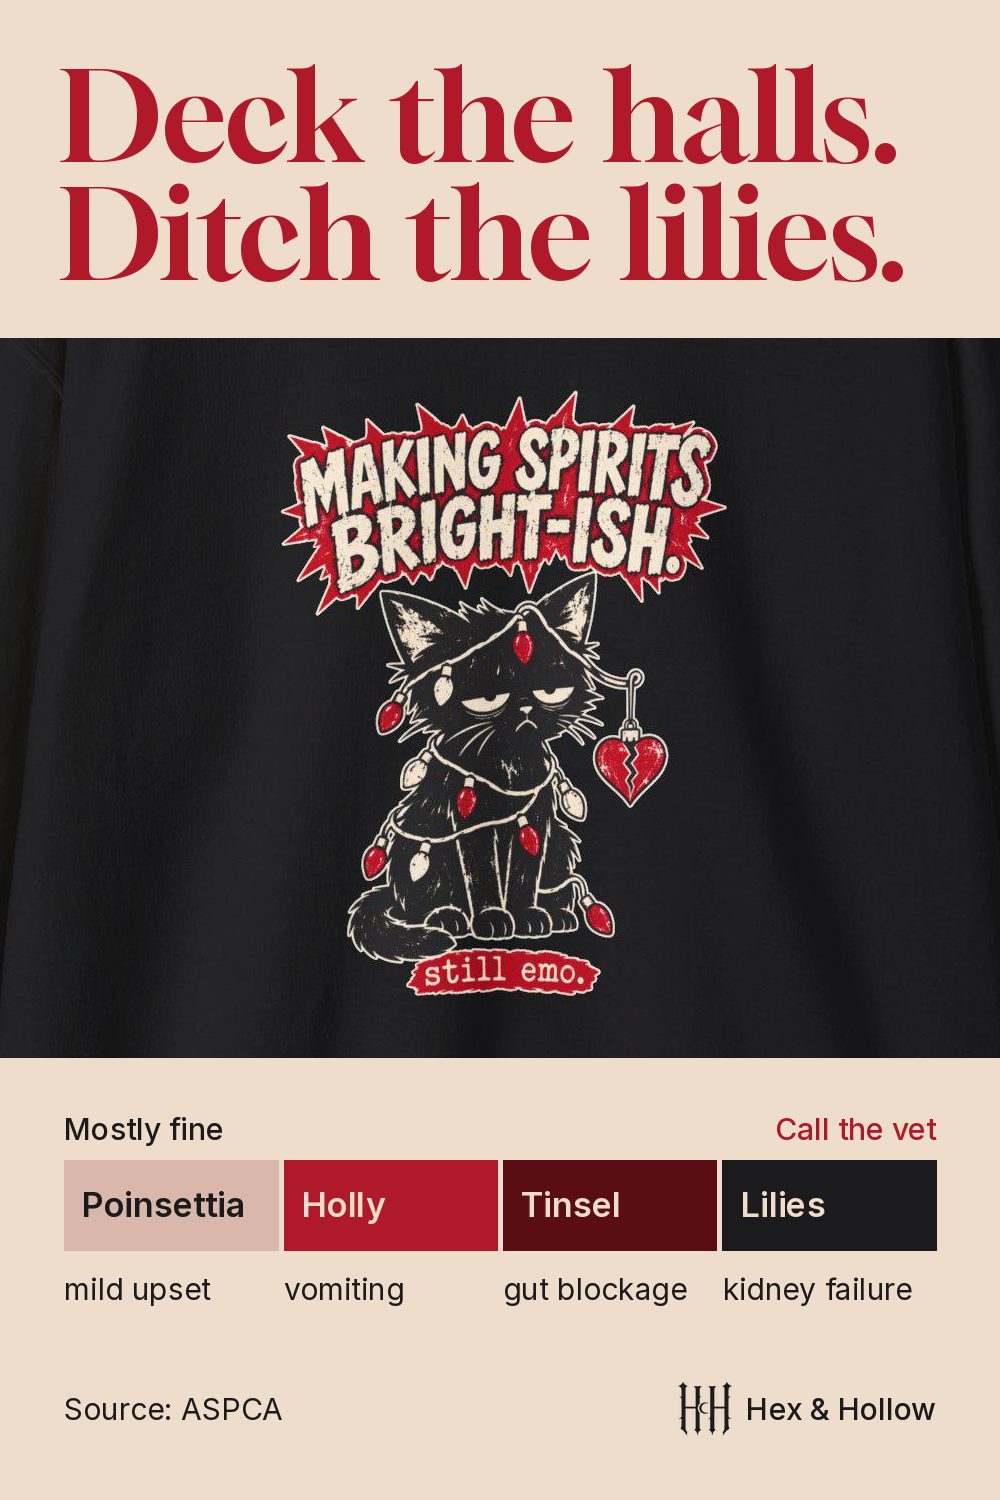 Deck the halls.
Ditch the lilies.
MAKING SPIRITS
BRIGHT-ISH.
still emo.
Mostly fine
Call the vet
Poinsettia
Holly
Tinsel
Lilies
mild upset
vomiting
gut blockage
kidney failure
Source: ASPCA
HCH Hex & Hollow